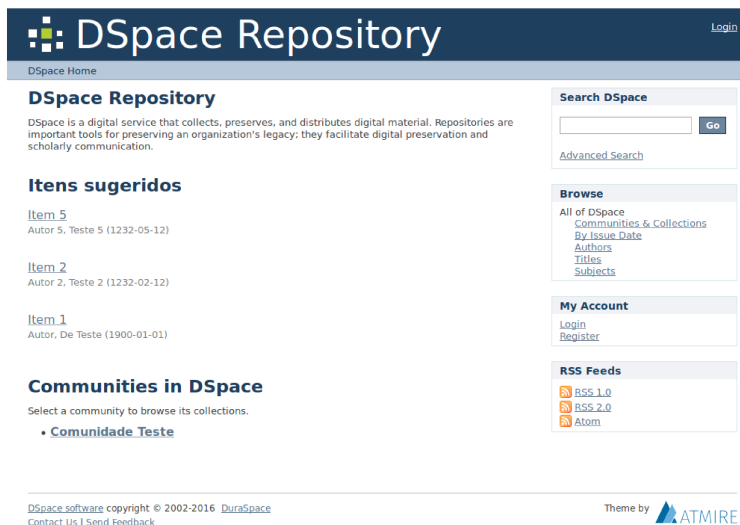 DSpace Repository
Login
DSpace Home
DSpace Repository
DSpace is a digital service that collects, preserves, and distributes digital material. Repositories are
important tools for preserving an organization's legacy; they facilitate digital preservation and
scholarly communication.
Itens sugeridos
Item 5
Autor 5, Teste 5 (1232-05-12)
Item 2
Autor 2, Teste 2 (1232-02-12)
Item 1
Autor, De Teste (1900-01-01)
Communities in DSpace
Select a community to browse its collections.
• Comunidade Teste
Search DSpace
Go
Advanced Search
Browse
All of DSpace
Communities & Collections
By Issue Date
Authors
Titles
Subjects
My Account
Login
Register
RSS Feeds
RSS 1.0
RSS 2.0
Atom
DSpace software copyright © 2002-2016 DuraSpace
Contact Us | Send Feedback
Theme by ATMIRE